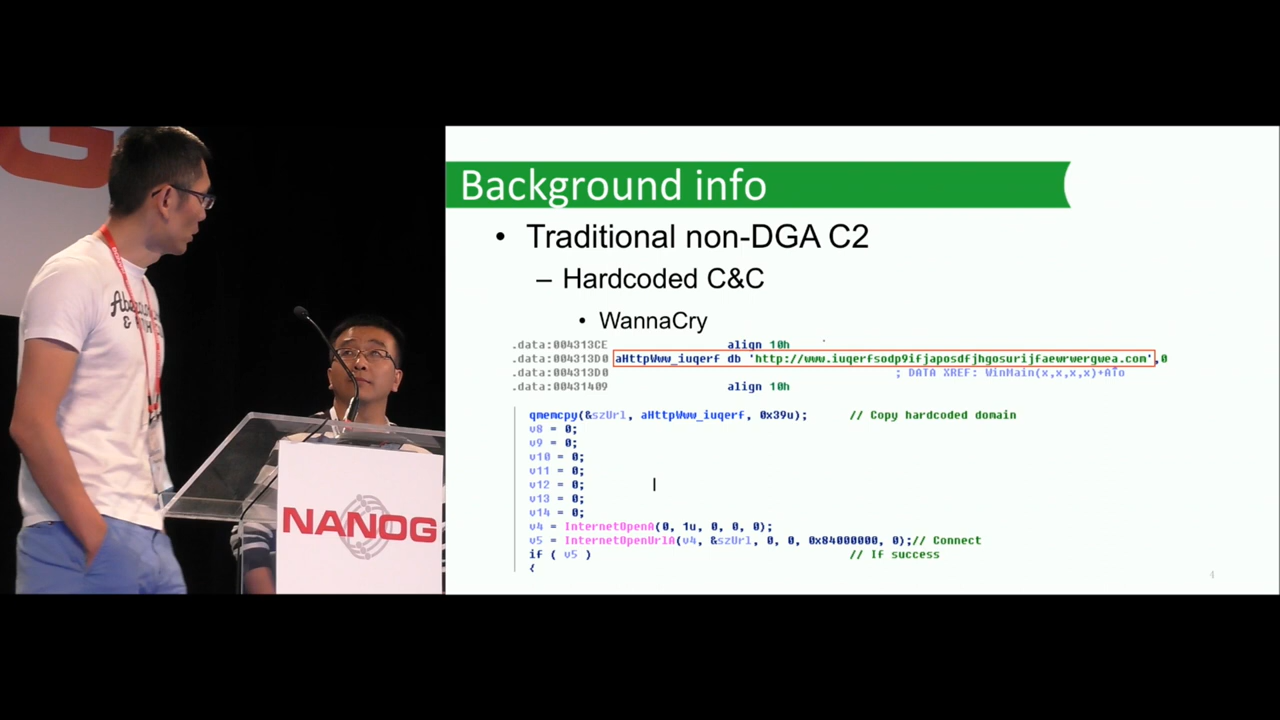 G
Abercrombie
& FITCH
NANOG
Background info
• Traditional non-DGA C2
– Hardcoded C&C
• WannaCry
.data:004313CE align 10h
.data:004313D0 aHttpWww_iuqerf db 'http://www.iuqerfsodp9ifjaposdfjhgosurijfaewrwergwea.com',0
.data:004313D0 ; DATA XREF: WinMain(x,x,x,x)+A↑o
.data:00431409 align 10h
qmemcpy(&szUrl, aHttpWww_iuqerf, 0x39u); // Copy hardcoded domain
v8 = 0;
v9 = 0;
v10 = 0;
v11 = 0;
v12 = 0;
v13 = 0;
v14 = 0;
v4 = InternetOpenA(0, 1u, 0, 0, 0);
v5 = InternetOpenUrlA(v4, &szUrl, 0, 0, 0x84000000, 0);// Connect
if ( v5 ) // If success
{
4